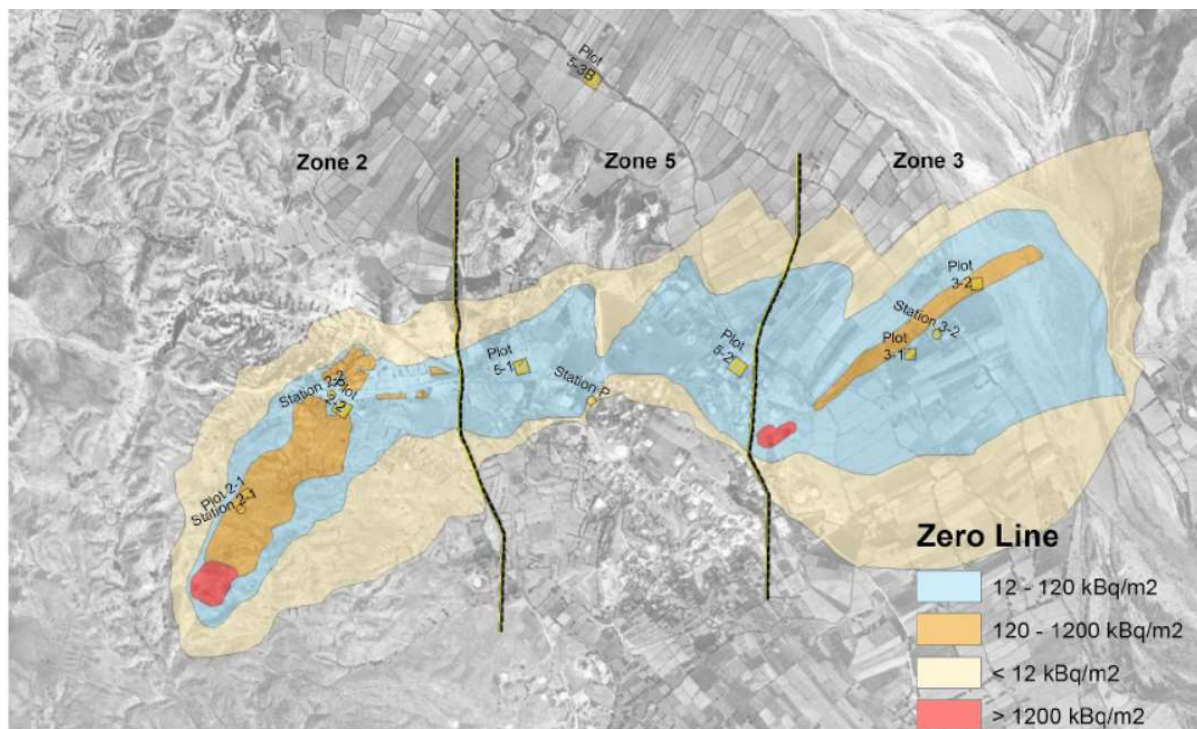 Plot
5-3B
Zone 2
Zone 5
Zone 3
Plot
3-2
Station 3-2
Plot
3-1
Plot
5-1
Plot
5-2
Station 2-2
Plot
2-2
Station P
Plot 2-1
Station 2-1
Zero Line
12 - 120 kBq/m2
120 - 1200 kBq/m2
< 12 kBq/m2
> 1200 kBq/m2